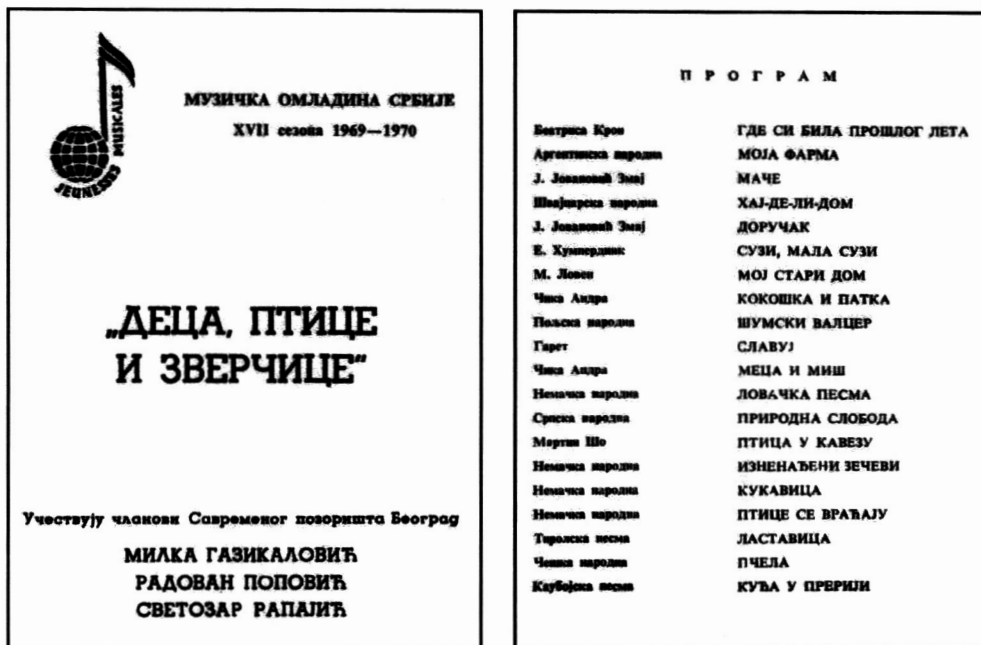 JEUNESSES MUSICALES
МУЗИЧКА ОМЛАДИНА СРБИЈЕ
XVII сезона 1969—1970
„ДЕЦА, ПТИЦЕ
И ЗВЕРЧИЦЕ"
Учествују чланови Савременог позоришта Београд
МИЛКА ГАЗИКАЛОВИЋ
РАДОВАН ПОПОВИЋ
СВЕТОЗАР РАПАЈИЋ
ПРОГРАМ
Беатриса Крон ГДЕ СИ БИЛА ПРОШЛОГ ЛЕТА
Аргентинска народна МОЈА ФАРМА
Ј. Јовановић Змај МАЧЕ
Швајцарска народна ХАЈ-ДЕ-ЛИ-ДОМ
Ј. Јовановић Змај ДОРУЧАК
Е. Хумпердинк СУЗИ, МАЛА СУЗИ
М. Ловен МОЈ СТАРИ ДОМ
Чика Андра КОКОШКА И ПАТКА
Пољска народна ШУМСКИ ВАЛЦЕР
Гарет СЛАВУЈ
Чика Андра МЕЦА И МИШ
Немачка народна ЛОВАЧКА ПЕСМА
Српска народна ПРИРОДНА СЛОБОДА
Мартин Шо ПТИЦА У КАВЕЗУ
Немачка народна ИЗНЕНАЂЕНИ ЗЕЧЕВИ
Немачка народна КУКАВИЦА
Немачка народна ПТИЦЕ СЕ ВРАЋАЈУ
Тиролска песма ЛАСТАВИЦА
Чешка народна ПЧЕЛА
Каубојска песма КУЋА У ПРЕРИЈИ